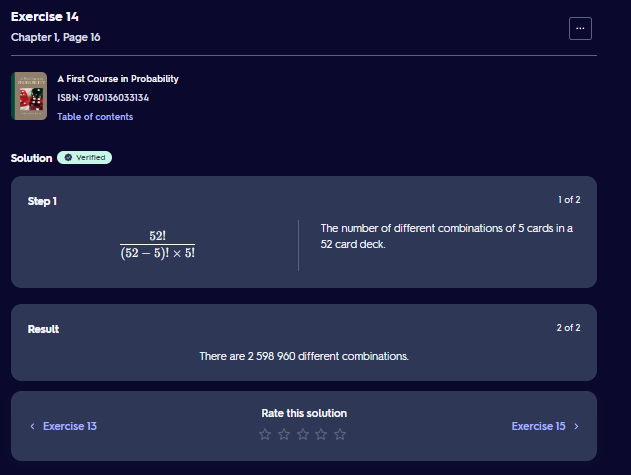 Exercise 14
Chapter 1, Page 16
...
A First Course in Probability
ISBN: 9780136033134
Table of contents
Solution
Verified
Step 1
1 of 2
52!
(52 − 5)! × 5!
The number of different combinations of 5 cards in a
52 card deck.
Result
2 of 2
There are 2 598 960 different combinations.
Rate this solution
< Exercise 13
Exercise 15 >